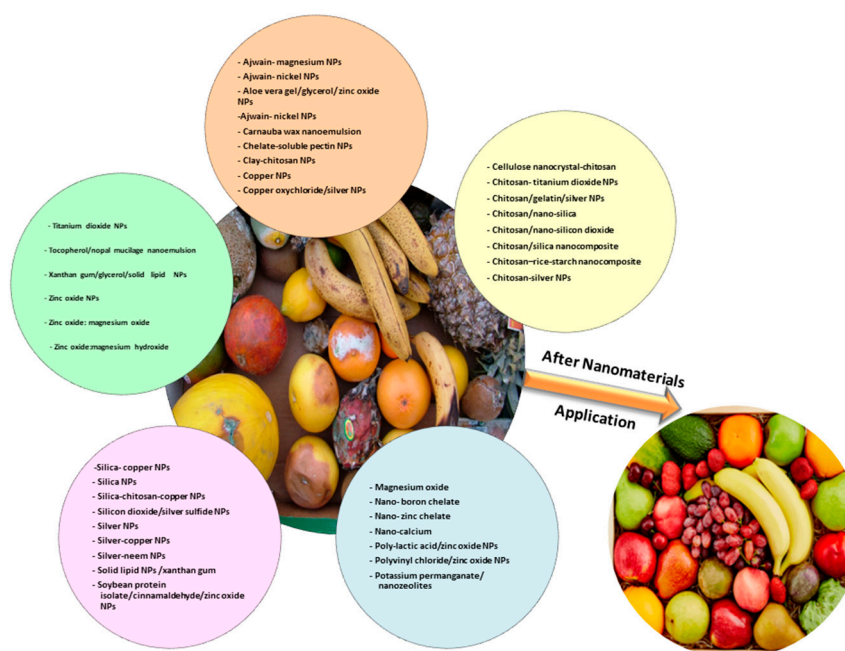 - Ajwain- magnesium NPs
- Ajwain- nickel NPs
- Aloe vera gel/glycerol/zinc oxide
NPs
-Ajwain- nickel NPs
- Carnauba wax nanoemulsion
- Chelate-soluble pectin NPs
- Clay-chitosan NPs
- Copper NPs
- Copper oxychloride/silver NPs
- Cellulose nanocrystal-chitosan
- Chitosan- titanium dioxide NPs
- Chitosan/gelatin/silver NPs
- Chitosan/nano-silica
- Chitosan/nano-silicon dioxide
- Chitosan/silica nanocomposite
- Chitosan–rice-starch nanocomposite
- Chitosan-silver NPs
- Titanium dioxide NPs
- Tocopherol/nopal mucilage nanoemulsion
- Xanthan gum/glycerol/solid lipid NPs
- Zinc oxide NPs
- Zinc oxide: magnesium oxide
- Zinc oxide:magnesium hydroxide
After Nanomaterials
Application
-Silica- copper NPs
- Silica NPs
- Silica-chitosan-copper NPs
- Silicon dioxide/silver sulfide NPs
- Silver NPs
- Silver-copper NPs
- Silver-neem NPs
- Solid lipid NPs /xanthan gum
- Soybean protein
isolate/cinnamaldehyde/zinc oxide
NPs
- Magnesium oxide
- Nano- boron chelate
- Nano- zinc chelate
- Nano-calcium
- Poly-lactic acid/zinc oxide NPs
- Polyvinyl chloride/zinc oxide NPs
- Potassium permanganate/
nanozeolites